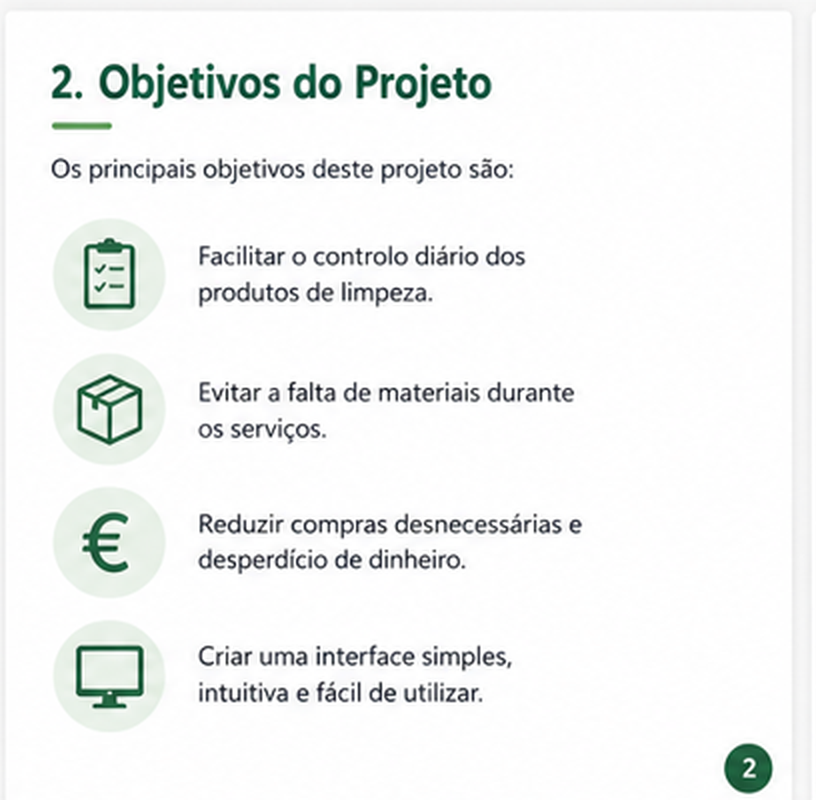 2. Objetivos do Projeto
Os principais objetivos deste projeto são:
Facilitar o controlo diário dos
produtos de limpeza.
Evitar a falta de materiais durante
os serviços.
€
Reduzir compras desnecessárias e
desperdício de dinheiro.
Criar uma interface simples,
intuitiva e fácil de utilizar.
2